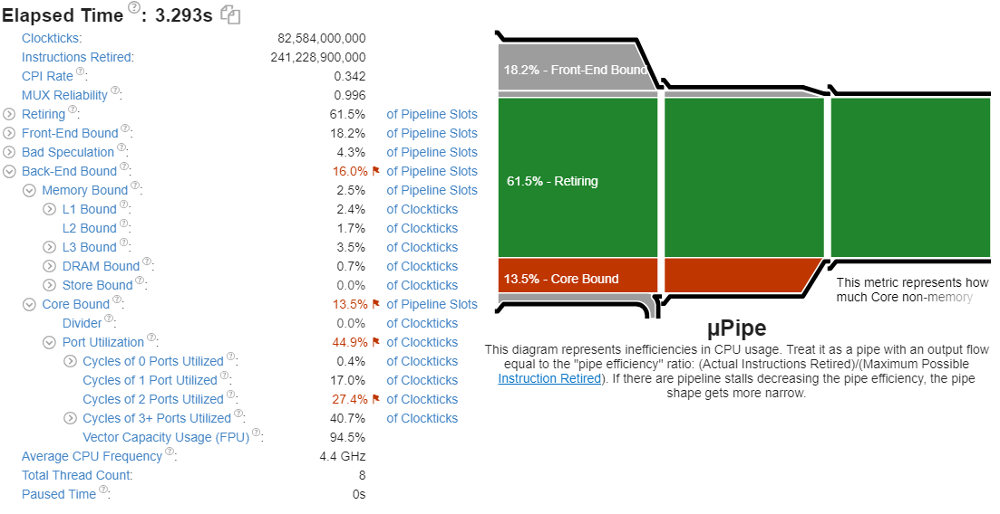 Elapsed Time ?: 3.293s
Clockticks: 82,584,000,000
Instructions Retired: 241,228,900,000
CPI Rate ?: 0.342
MUX Reliability ?: 0.996
Retiring ?: 61.5% of Pipeline Slots
Front-End Bound ?: 18.2% of Pipeline Slots
Bad Speculation ?: 4.3% of Pipeline Slots
Back-End Bound ?: 16.0% of Pipeline Slots
Memory Bound ?: 2.5% of Pipeline Slots
L1 Bound ?: 2.4% of Clockticks
L2 Bound ?: 1.7% of Clockticks
L3 Bound ?: 3.5% of Clockticks
DRAM Bound ?: 0.7% of Clockticks
Store Bound ?: 0.0% of Clockticks
Core Bound ?: 13.5% of Pipeline Slots
Divider ?: 0.0% of Clockticks
Port Utilization ?: 44.9% of Clockticks
Cycles of 0 Ports Utilized ?: 0.4% of Clockticks
Cycles of 1 Port Utilized ?: 17.0% of Clockticks
Cycles of 2 Ports Utilized ?: 27.4% of Clockticks
Cycles of 3+ Ports Utilized ?: 40.7% of Clockticks
Vector Capacity Usage (FPU) ?: 94.5%
Average CPU Frequency ?: 4.4 GHz
Total Thread Count: 8
Paused Time ?: 0s
18.2% - Front-End Bound
61.5% - Retiring
13.5% - Core Bound
This metric represents how
much Core non-memory
µPipe
This diagram represents inefficiencies in CPU usage. Treat it as a pipe with an output flow
equal to the "pipe efficiency" ratio: (Actual Instructions Retired)/(Maximum Possible
Instruction Retired). If there are pipeline stalls decreasing the pipe efficiency, the pipe
shape gets more narrow.